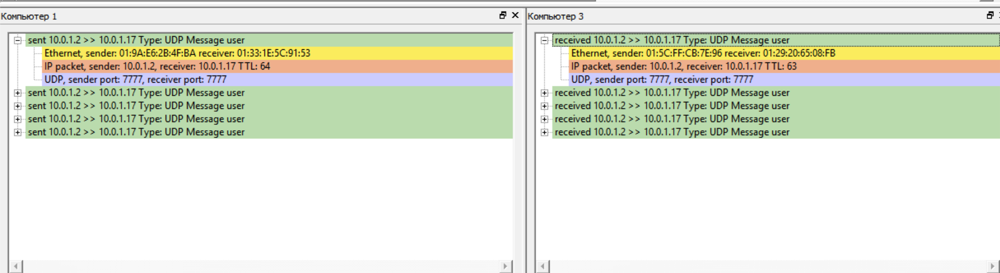 Компьютер 1
sent 10.0.1.2 >> 10.0.1.17 Type: UDP Message user
Ethernet, sender: 01:9A:E6:2B:4F:BA receiver: 01:33:1E:5C:91:53
IP packet, sender: 10.0.1.2, receiver: 10.0.1.17 TTL: 64
UDP, sender port: 7777, receiver port: 7777
sent 10.0.1.2 >> 10.0.1.17 Type: UDP Message user
sent 10.0.1.2 >> 10.0.1.17 Type: UDP Message user
sent 10.0.1.2 >> 10.0.1.17 Type: UDP Message user
sent 10.0.1.2 >> 10.0.1.17 Type: UDP Message user
Компьютер 3
received 10.0.1.2 >> 10.0.1.17 Type: UDP Message user
Ethernet, sender: 01:5C:FF:CB:7E:96 receiver: 01:29:20:65:08:FB
IP packet, sender: 10.0.1.2, receiver: 10.0.1.17 TTL: 63
UDP, sender port: 7777, receiver port: 7777
received 10.0.1.2 >> 10.0.1.17 Type: UDP Message user
received 10.0.1.2 >> 10.0.1.17 Type: UDP Message user
received 10.0.1.2 >> 10.0.1.17 Type: UDP Message user
received 10.0.1.2 >> 10.0.1.17 Type: UDP Message user